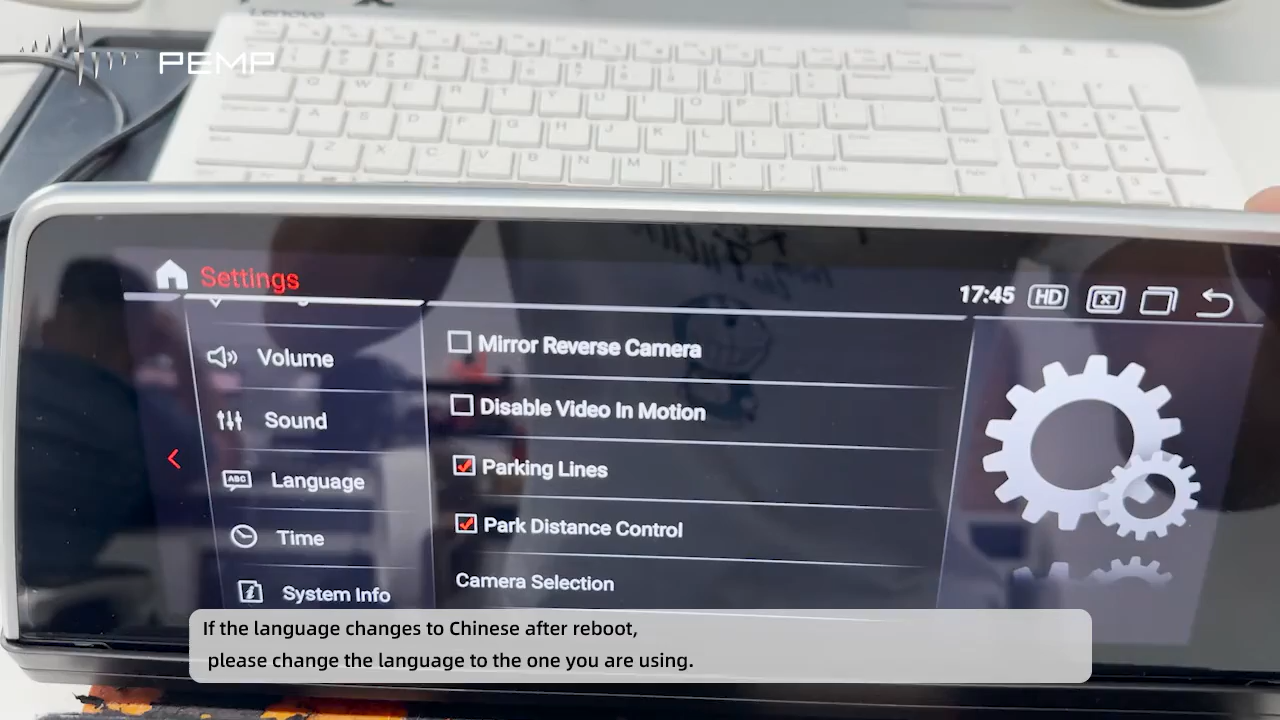 Lenovo
PEMP
Q W E R T Y U I O P
A S D F G H J K L
Z X C V B N M
Settings
17:45 HD
Volume
Sound
ABC Language
Time
System Info
Mirror Reverse Camera
Disable Video In Motion
Parking Lines
Park Distance Control
Camera Selection
If the language changes to Chinese after reboot,
please change the language to the one you are using.